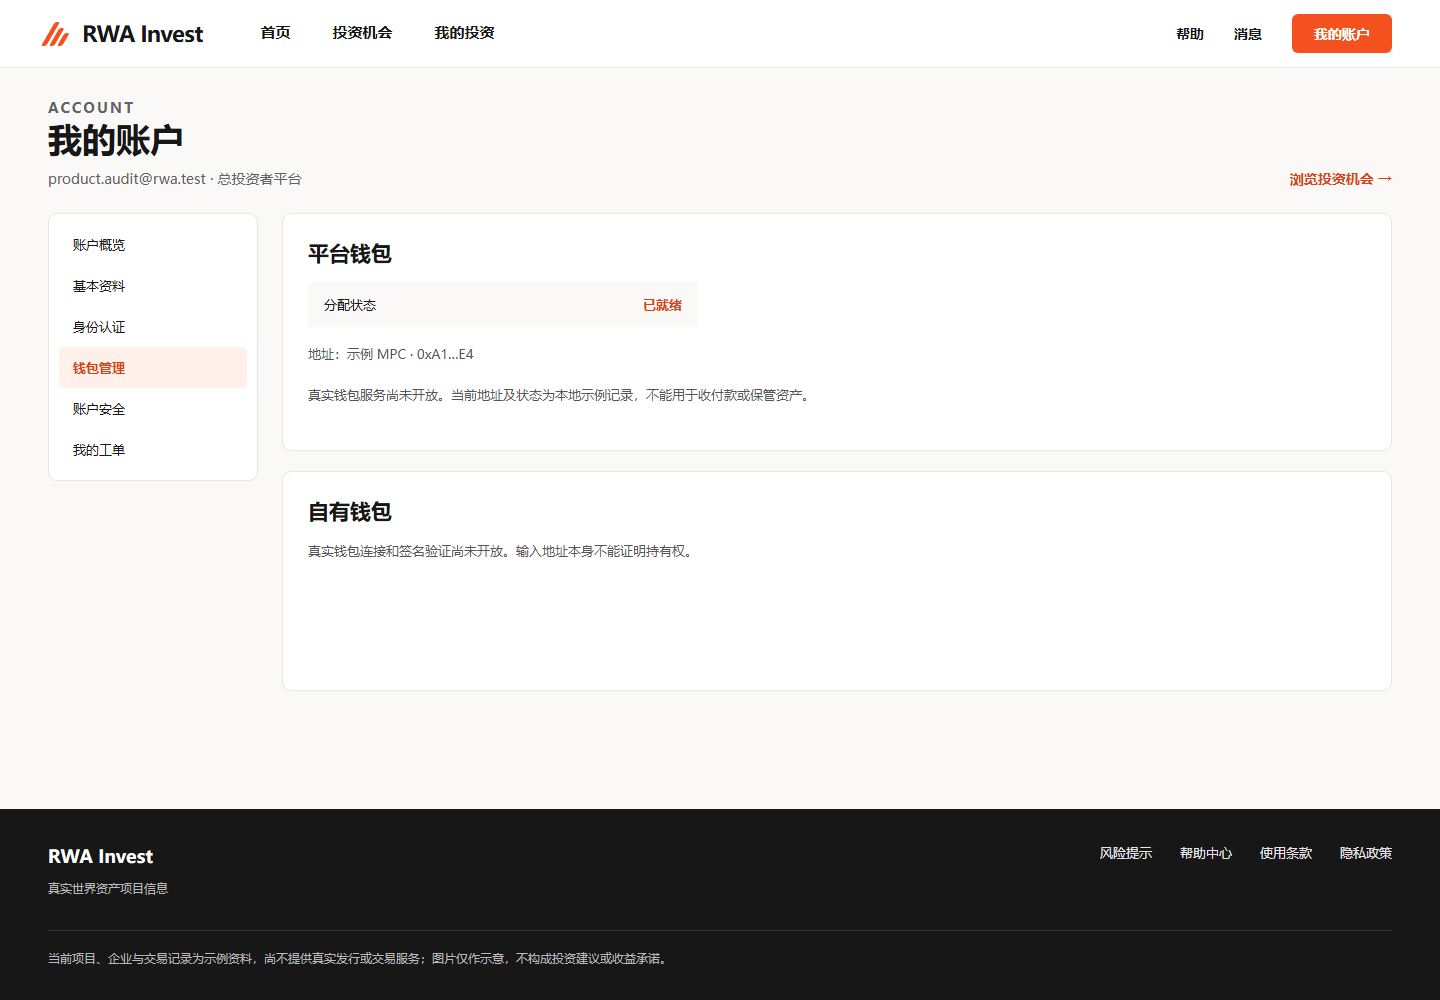 RWA Invest
首页 投资机会 我的投资
帮助 消息 我的账户
ACCOUNT
我的账户
product.audit@rwa.test · 总投资者平台
浏览投资机会 →
账户概览
基本资料
身份认证
钱包管理
账户安全
我的工单
平台钱包
分配状态 已就绪
地址：示例 MPC · 0xA1…E4
真实钱包服务尚未开放。当前地址及状态为本地示例记录，不能用于收付款或保管资产。
自有钱包
真实钱包连接和签名验证尚未开放。输入地址本身不能证明持有权。
RWA Invest
真实世界资产项目信息
风险提示 帮助中心 使用条款 隐私政策
当前项目、企业与交易记录为示例资料，尚不提供真实发行或交易服务；图片仅作示意，不构成投资建议或收益承诺。